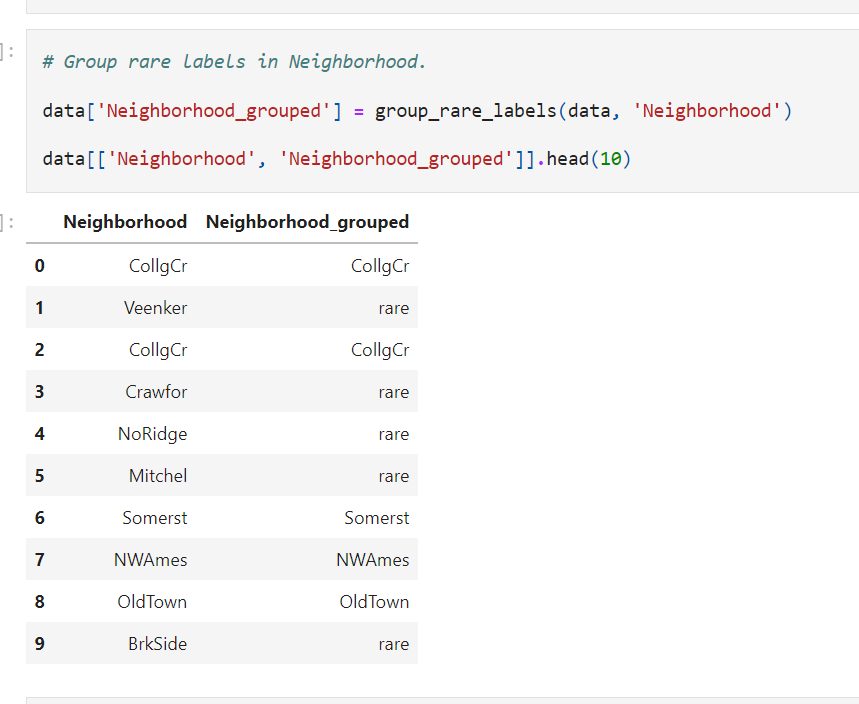 ]:
# Group rare labels in Neighborhood.
data['Neighborhood_grouped'] = group_rare_labels(data, 'Neighborhood')
data[['Neighborhood', 'Neighborhood_grouped']].head(10)
]:
Neighborhood Neighborhood_grouped
0 CollgCr CollgCr
1 Veenker rare
2 CollgCr CollgCr
3 Crawfor rare
4 NoRidge rare
5 Mitchel rare
6 Somerst Somerst
7 NWAmes NWAmes
8 OldTown OldTown
9 BrkSide rare